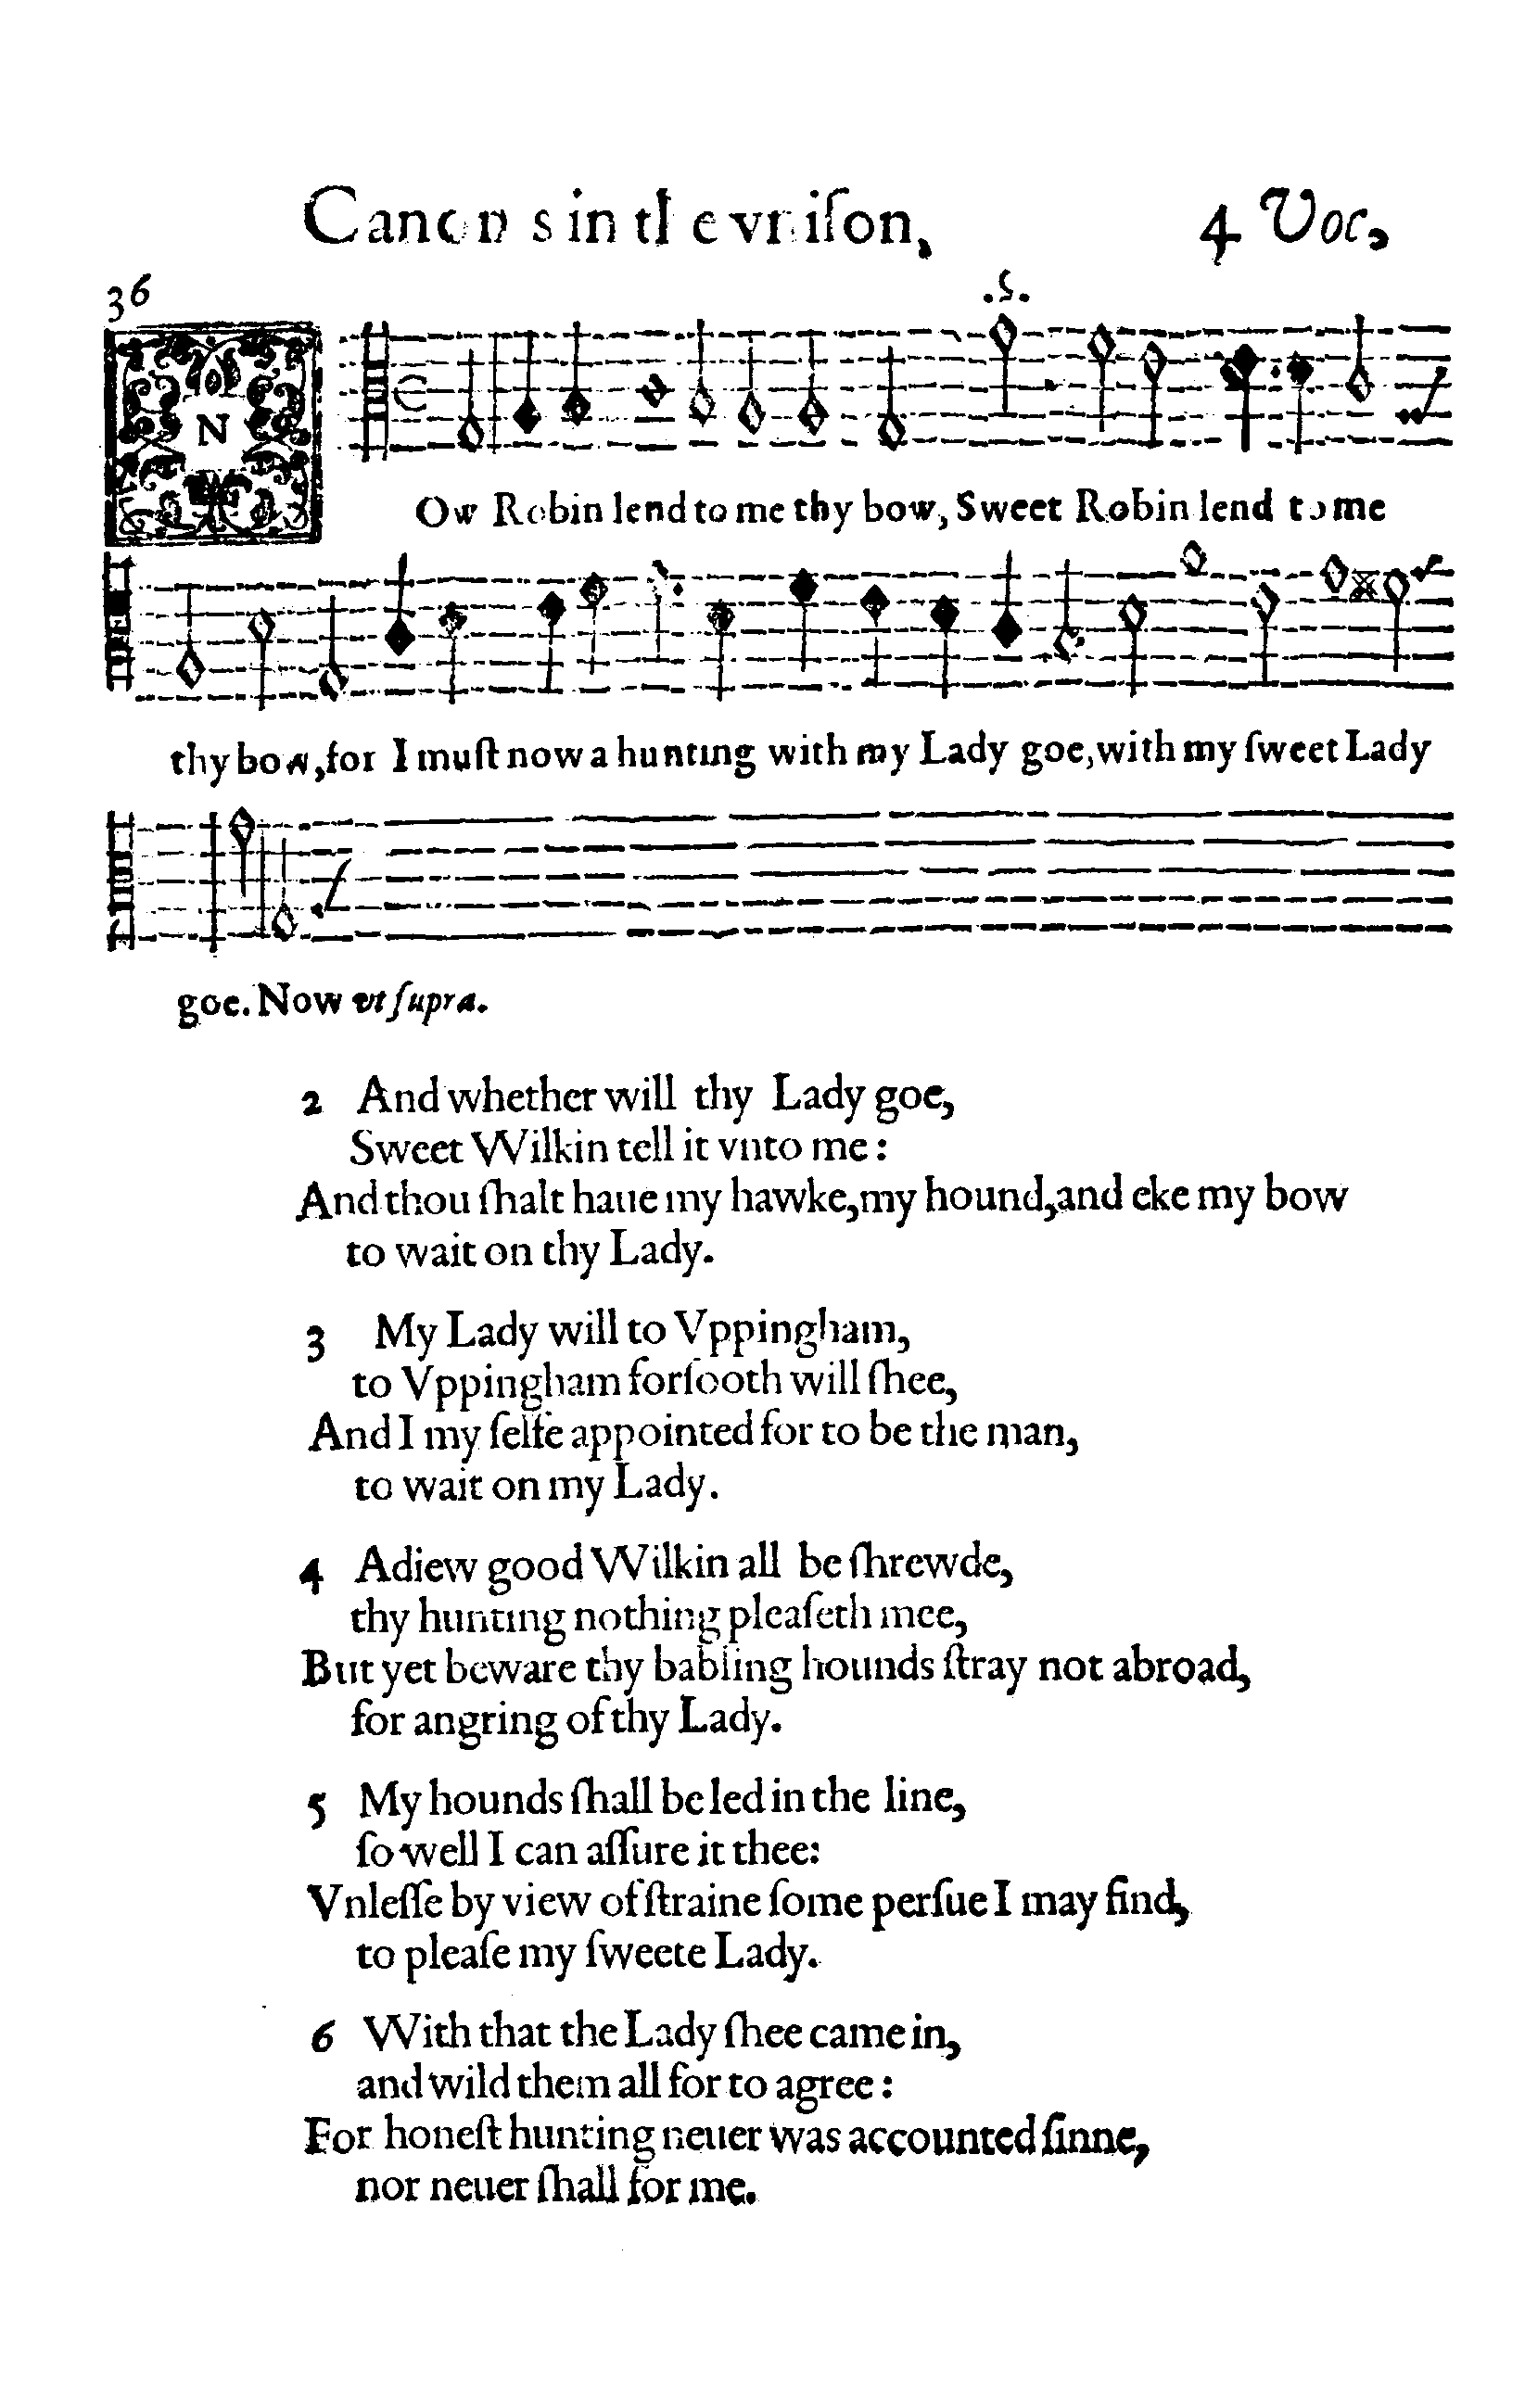 Canons in the vniſon, 4 Voc,
36
.S.
NOw Robin lend to me thy bow, Sweet Robin lend to me
thy bow, for I muſt now a hunting with my Lady goe, with my ſweet Lady
goe. Now vt ſupra.
2 And whether will thy Lady goe,
Sweet Wilkin tell it vnto me:
And thou ſhalt haue my hawke, my hound, and eke my bow
to wait on thy Lady.
3 My Lady will to Vppingham,
to Vppingham forſooth will ſhee,
And I my ſelfe appointed for to be the man,
to wait on my Lady.
4 Adiew good Wilkin all be ſhrewde,
thy hunting nothing pleaſeth mee,
But yet beware thy babling hounds ſtray not abroad,
for angring of thy Lady.
5 My hounds ſhall be led in the line,
ſo well I can aſſure it thee:
Vnleſſe by view of ſtraine ſome perſue I may find,
to pleaſe my ſweete Lady.
6 With that the Lady ſhee came in,
and wild them all for to agree:
For honeſt hunting neuer was accounted ſinne,
nor neuer ſhall for me.